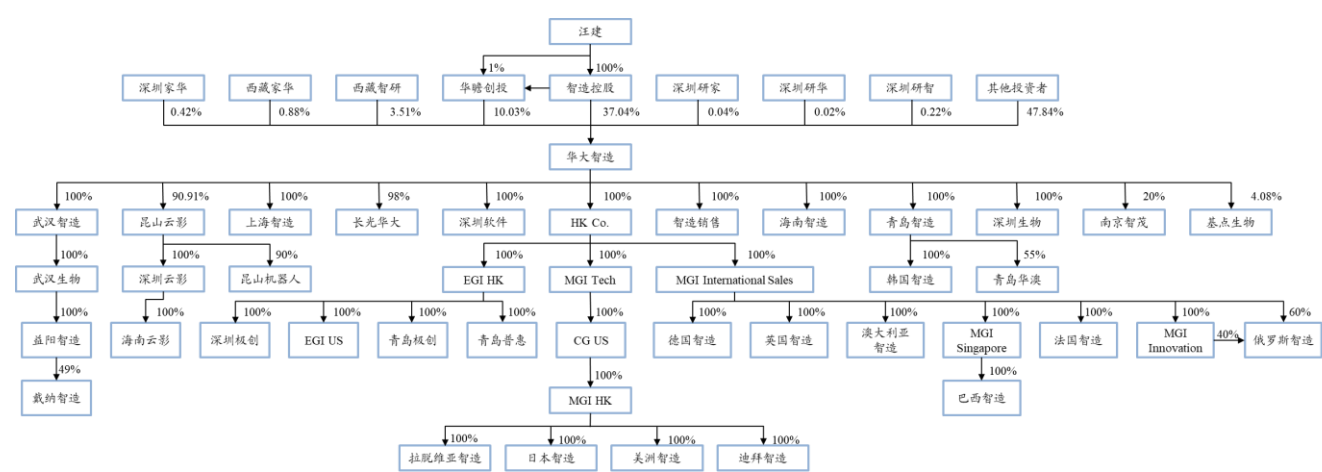 汪建
1%
100%
深圳家华
西藏家华
西藏智研
华瞻创投
智造控股
深圳研家
深圳研华
深圳研智
其他投资者
0.42%
0.88%
3.51%
10.03%
37.04%
0.04%
0.02%
0.22%
47.84%
华大智造
100%
90.91%
100%
98%
100%
100%
100%
100%
100%
100%
20%
4.08%
武汉智造
昆山云影
上海智造
长光华大
深圳软件
HK Co.
智造销售
海南智造
青岛智造
深圳生物
南京智茂
基点生物
100%
100%
90%
100%
100%
100%
100%
55%
武汉生物
深圳云影
昆山机器人
EGI HK
MGI Tech
MGI International Sales
韩国智造
青岛华澳
100%
100%
100%
100%
100%
100%
100%
100%
100%
100%
100%
100%
100%
60%
益阳智造
海南云影
深圳极创
EGI US
青岛极创
青岛普惠
CG US
德国智造
英国智造
澳大利亚
智造
MGI
Singapore
法国智造
MGI
Innovation
40%
俄罗斯智造
49%
100%
100%
戴纳智造
MGI HK
巴西智造
100%
100%
100%
100%
拉脱维亚智造
日本智造
美洲智造
迪拜智造